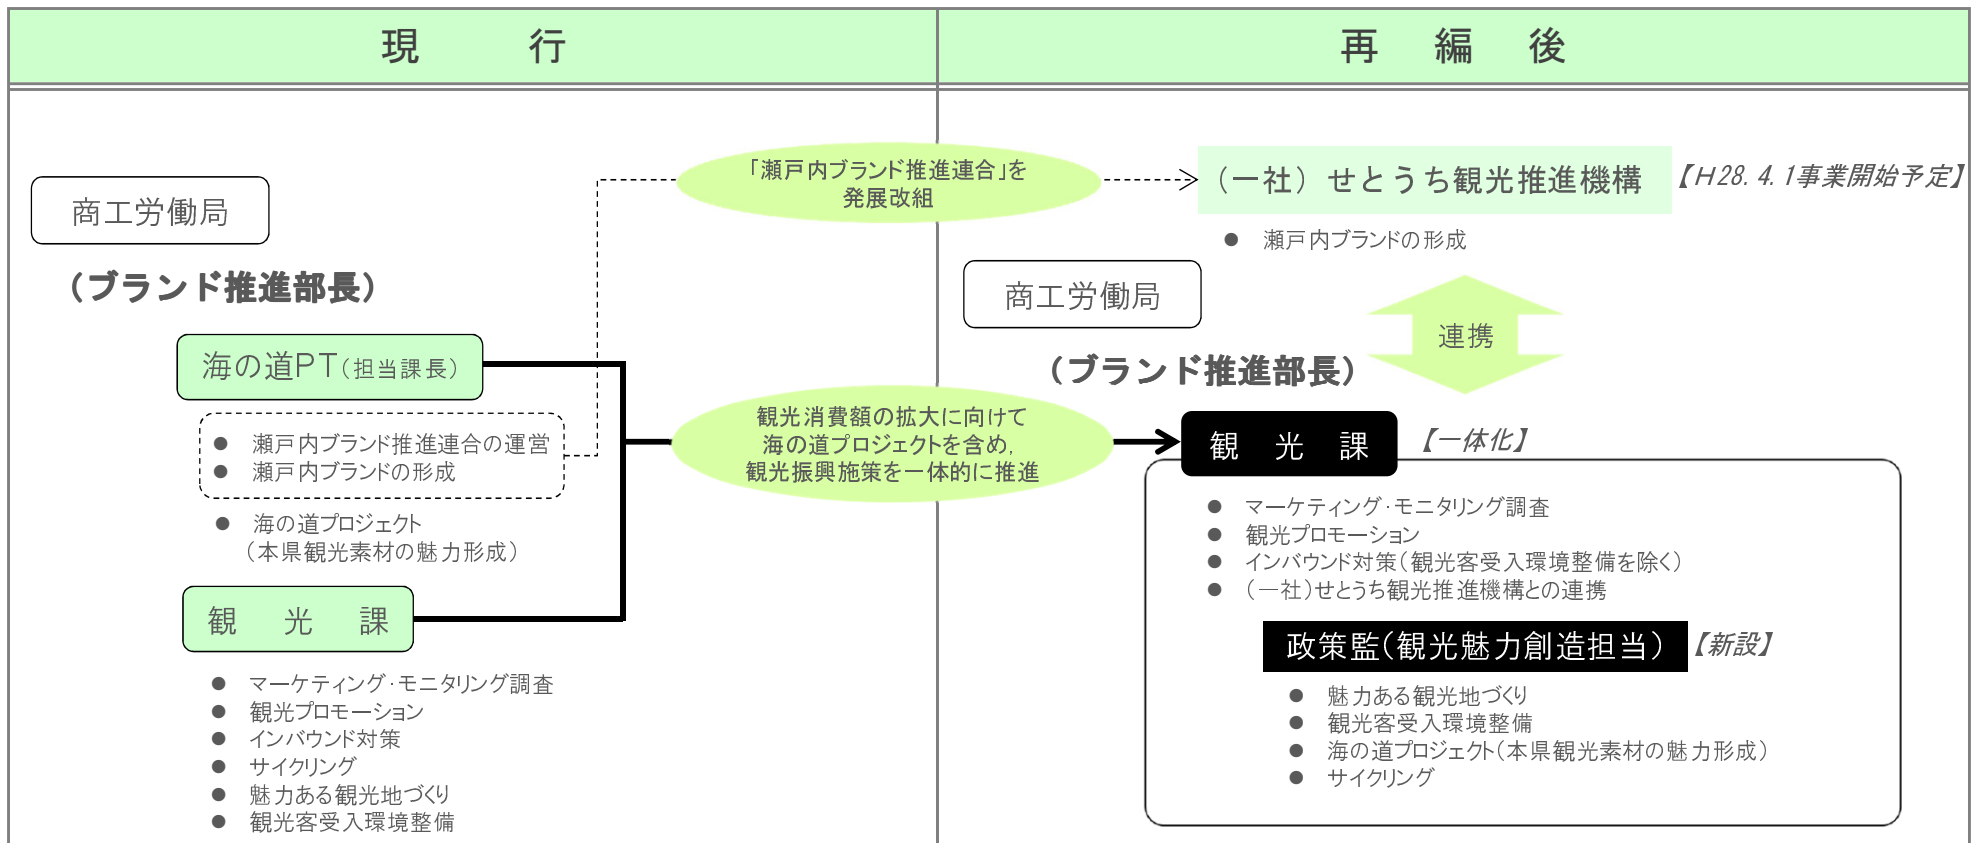 現行
再編後
商工労働局
（ブランド推進部長）
海の道PT（担当課長）
● 瀬戸内ブランド推進連合の運営
● 瀬戸内ブランドの形成
● 海の道プロジェクト
（本県観光素材の魅力形成）
観光課
● マーケティング・モニタリング調査
● 観光プロモーション
● インバウンド対策
● サイクリング
● 魅力ある観光地づくり
● 観光客受入環境整備
「瀬戸内ブランド推進連合」を
発展改組
観光消費額の拡大に向けて
海の道プロジェクトを含め，
観光振興施策を一体的に推進
（一社）せとうち観光推進機構
【H28.4.1事業開始予定】
● 瀬戸内ブランドの形成
商工労働局
連携
（ブランド推進部長）
観光課
【一体化】
● マーケティング・モニタリング調査
● 観光プロモーション
● インバウンド対策（観光客受入環境整備を除く）
● （一社）せとうち観光推進機構との連携
政策監（観光魅力創造担当）
【新設】
● 魅力ある観光地づくり
● 観光客受入環境整備
● 海の道プロジェクト（本県観光素材の魅力形成）
● サイクリング